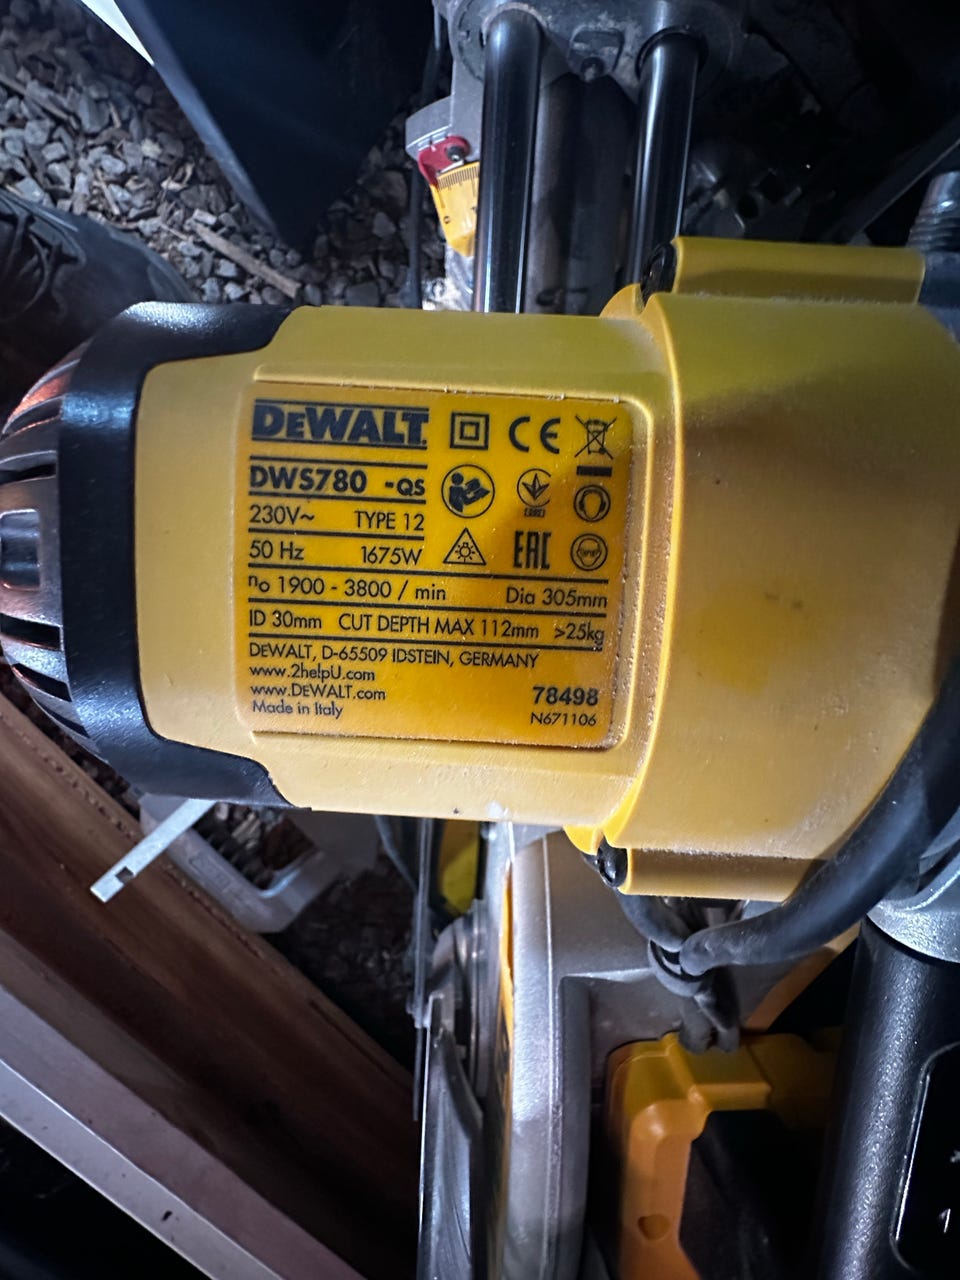 DEWALT
DWS780 -QS
230V~ TYPE 12
50 Hz 1675W
n₀ 1900 - 3800 / min Dia 305mm
ID 30mm CUT DEPTH MAX 112mm >25kg
DEWALT, D-65509 IDSTEIN, GERMANY
www.2helpU.com
www.DEWALT.com
Made in Italy
78498
N671106
CE
EAC